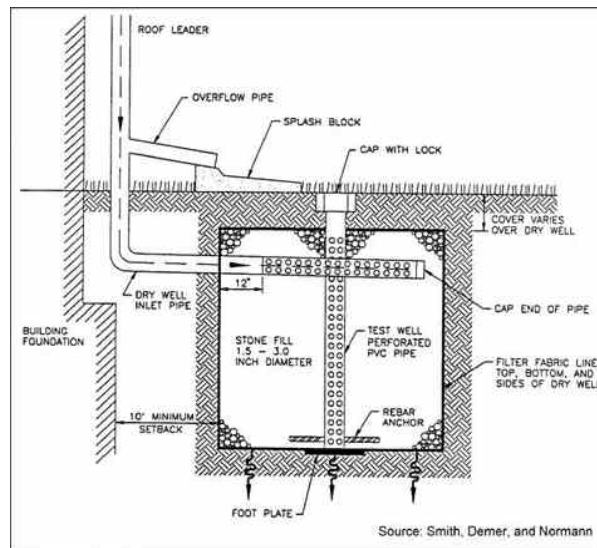 ROOF LEADER
OVERFLOW PIPE
SPLASH BLOCK
CAP WITH LOCK
COVER VARIES
OVER DRY WELL
12"
DRY WELL
INLET PIPE
CAP END OF PIPE
BUILDING
FOUNDATION
STONE FILL
1.5 - 3.0
INCH DIAMETER
TEST WELL
PERFORATED
PVC PIPE
FILTER FABRIC LINE
TOP, BOTTOM, AND
SIDES OF DRY WEL
10' MINIMUM
SETBACK
REBAR
ANCHOR
FOOT PLATE
Source: Smith, Demer, and Normann